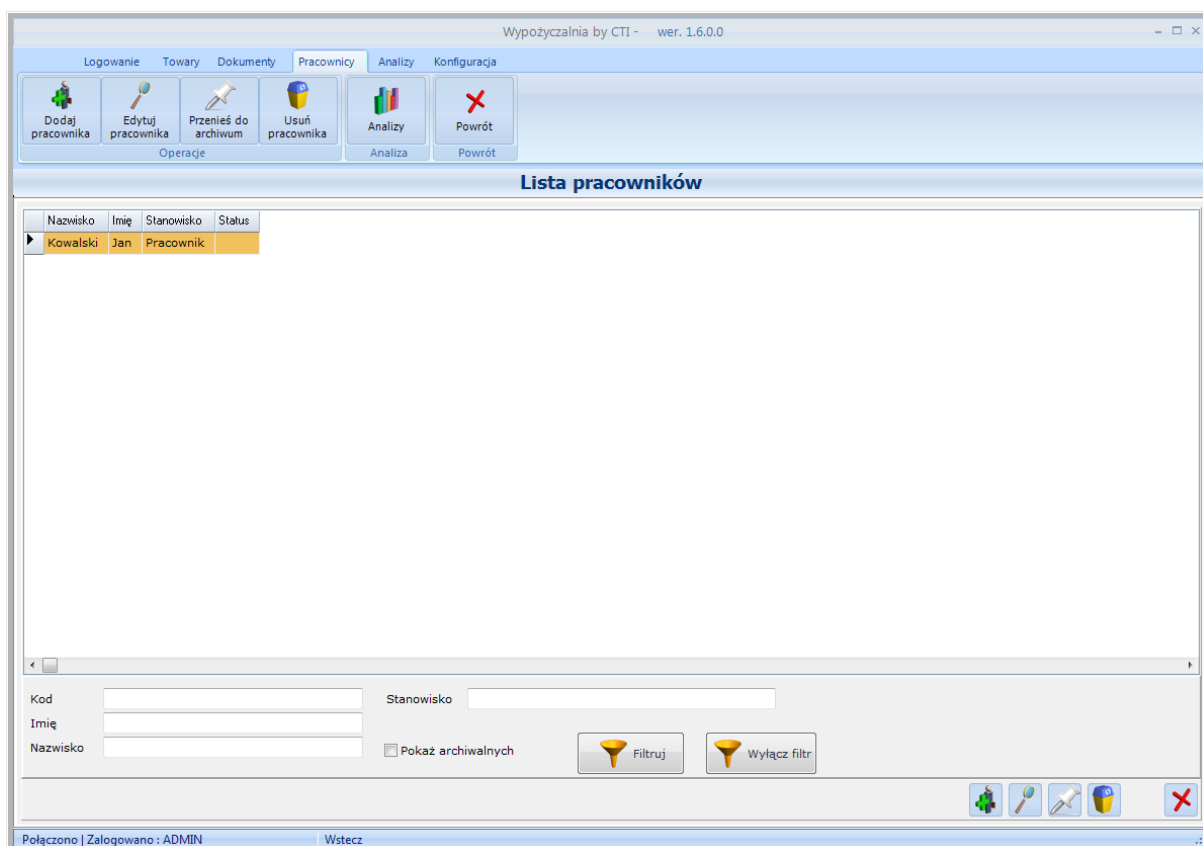 Wypożyczalnia by CTI - wer. 1.6.0.0
Logowanie Towary Dokumenty Pracownicy Analizy Konfiguracja
Dodaj pracownika
Edytuj pracownika
Przenieś do archiwum
Usuń pracownika
Analizy
Powrót
Operacje Analiza Powrót
Lista pracowników
Nazwisko Imię Stanowisko Status
Kowalski Jan Pracownik
Kod Stanowisko
Imię
Nazwisko Pokaż archiwalnych Filtruj Wyłącz filtr
Połączono | Zalogowano : ADMIN Wstecz